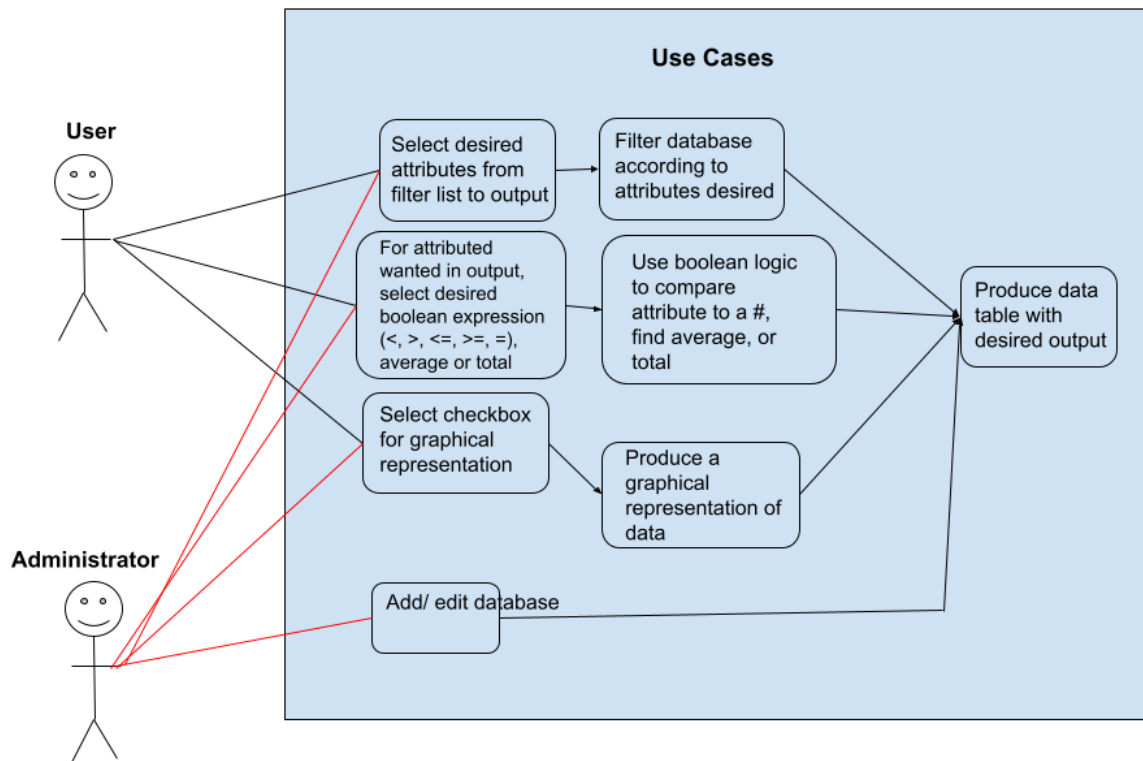 Use Cases
User
Select desired
attributes from
filter list to output
Filter database
according to
attributes desired
For attributed
wanted in output,
select desired
boolean expression
(<, >, <=, >=, =),
average or total
Use boolean logic
to compare
attribute to a #,
find average, or
total
Produce data
table with
desired output
Select checkbox
for graphical
representation
Produce a
graphical
representation of
data
Administrator
Add/ edit database